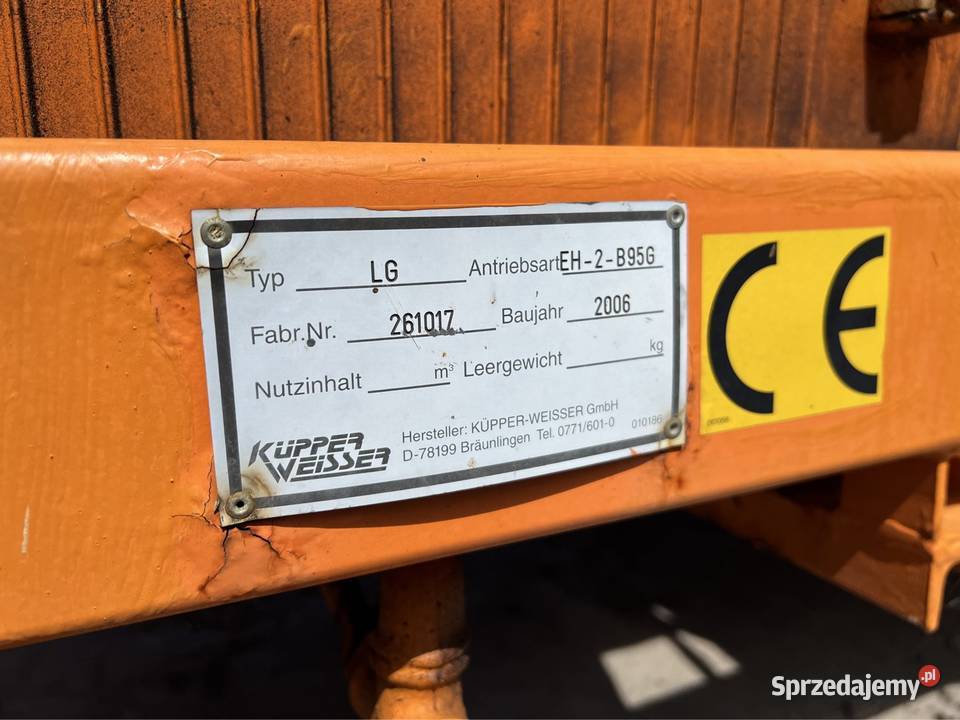 Typ LG Antriebsart EH-2-B95G
Fabr.Nr. 261017 Baujahr 2006
Nutzinhalt m³ Leergewicht kg
KÜPPER
WEISSER
Hersteller: KÜPPER-WEISSER GmbH
D-78199 Bräunlingen Tel. 0771/601-0 010186
CE
Sprzedajemy.pl